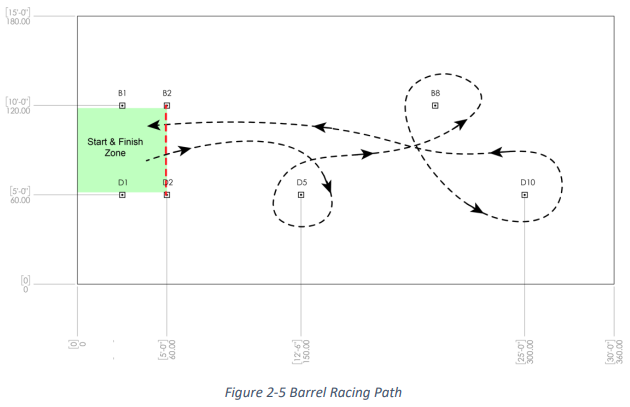 [15'-0"]
180.00
B1
B2
B8
[10'-0"]
120.00
Start & Finish
Zone
D1
D2
D5
D10
[5'-0"]
60.00
[0]
0
[0]
0
[5'-0"]
60.00
[12'-6"]
150.00
[25'-0"]
300.00
[30'-0"]
360.00
Figure 2-5 Barrel Racing Path